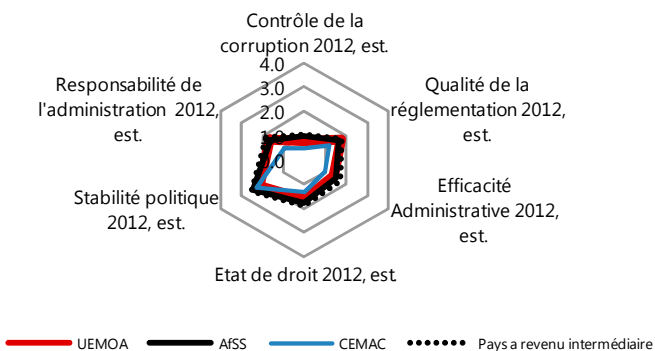 Contrôle de la
corruption 2012, est.
4.0
3.0
2.0
Responsabilité de
l'administration 2012,
est.
Qualité de la
réglementation 2012,
est.
Stabilité politique
2012, est.
Efficacité
Administrative 2012,
est.
Etat de droit 2012, est.
UEMOA AfSS CEMAC Pays a revenu intermédiaire